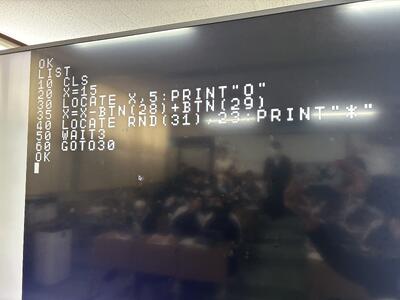 OK
LIST
10 CLS
20 X=15
30 LOCATE X,5:PRINT"0"
35 X=X-BTN(28)+BTN(29)
40 LOCATE RND(31),23:PRINT"*"
50 WAIT3
60 GOTO30
OK